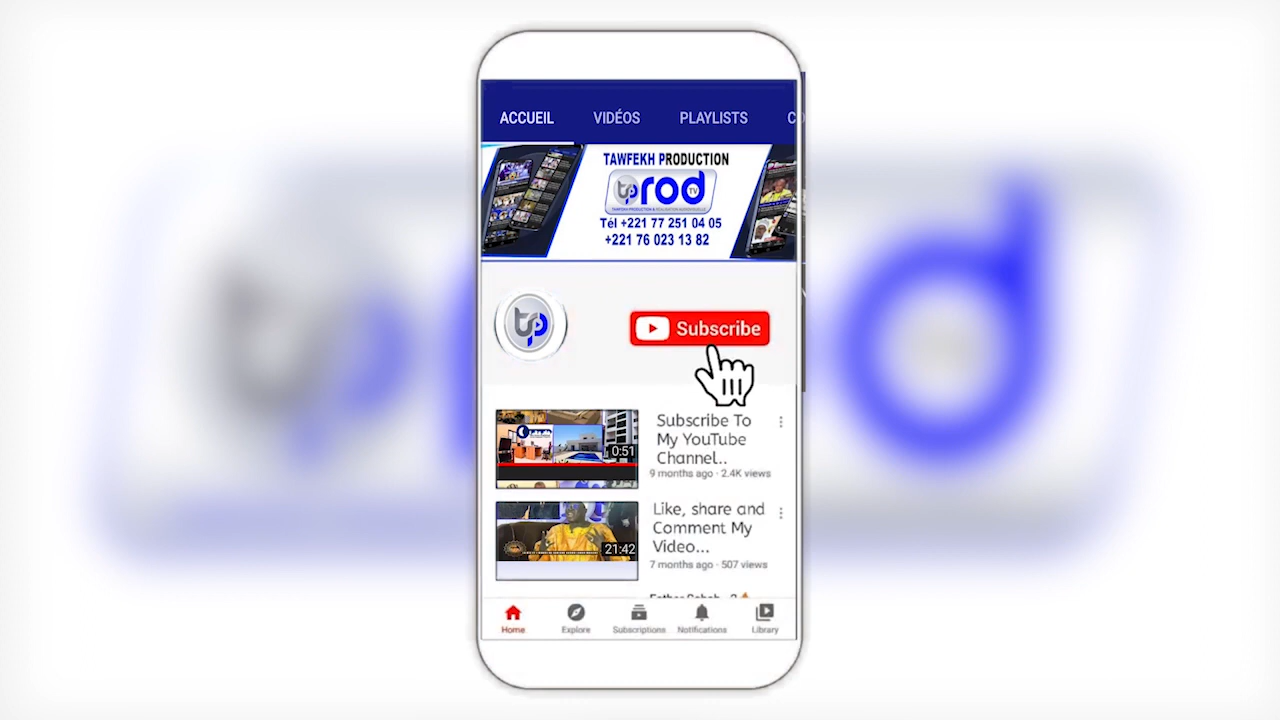 ACCUEIL VIDÉOS PLAYLISTS
TAWFEKH PRODUCTION
tprod TV
Tél +221 77 251 04 05
+221 76 023 13 82
tp
Subscribe
Subscribe To
My YouTube
Channel..
9 months ago · 2.4K views
0:51
Like, share and
Comment My
Video...
7 months ago · 507 views
21:42
Home Explore Subscriptions Notifications Library